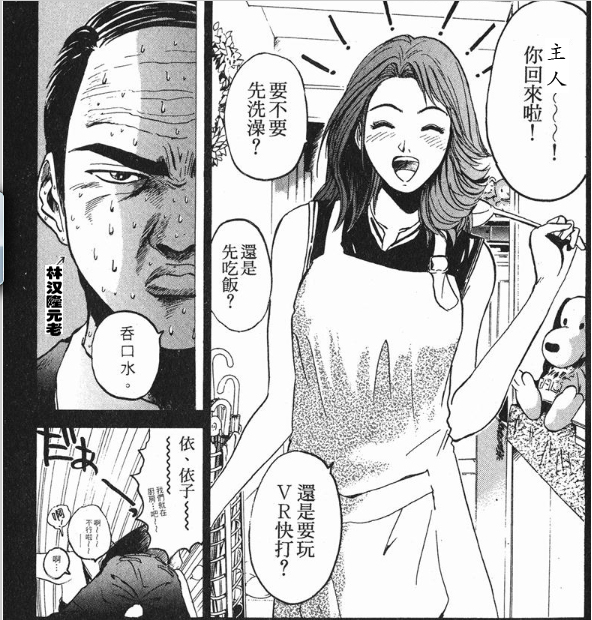 主人~~~~!
你回來啦!
要不要
先洗澡?
還是
先吃飯?
還是要玩
VR快打?
林汉隆元老
吞口水。
依、依子~~~~
我們就在
廚房…吧~~
啊~
不行啦~~
啊…